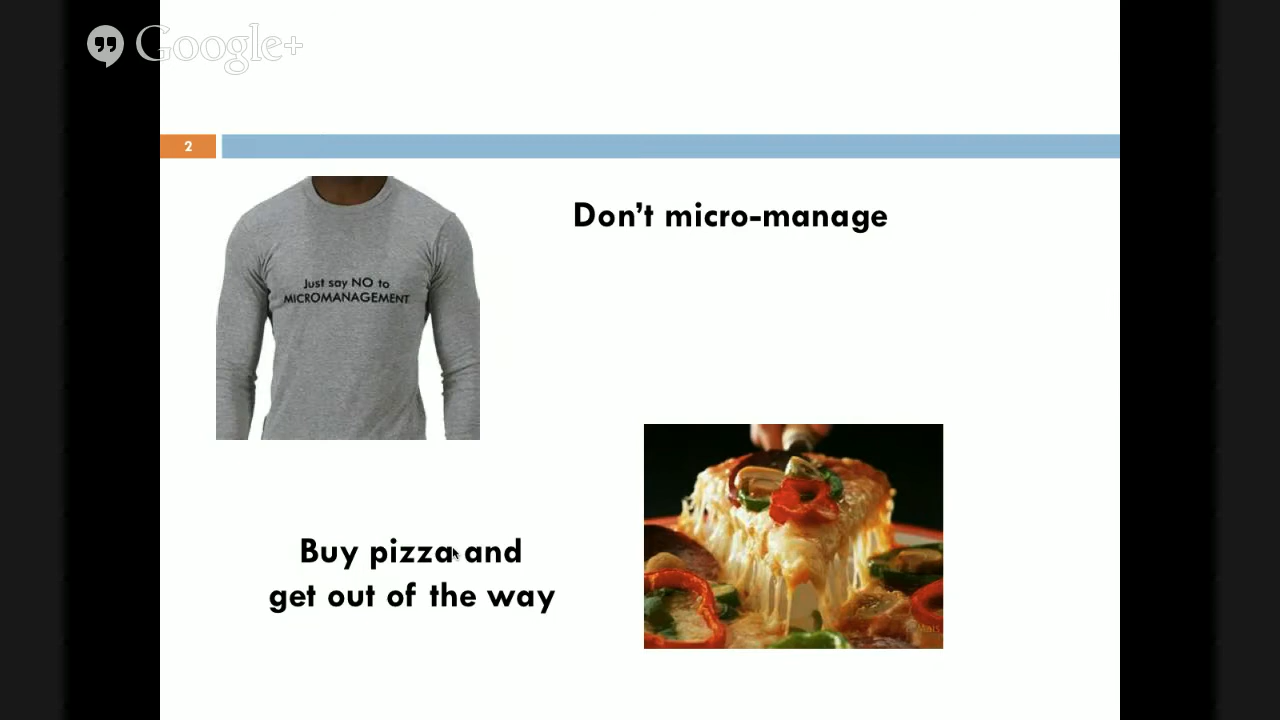 Google+
2
Don't micro-manage
Just say NO to
MICROMANAGEMENT
Buy pizza and
get out of the way